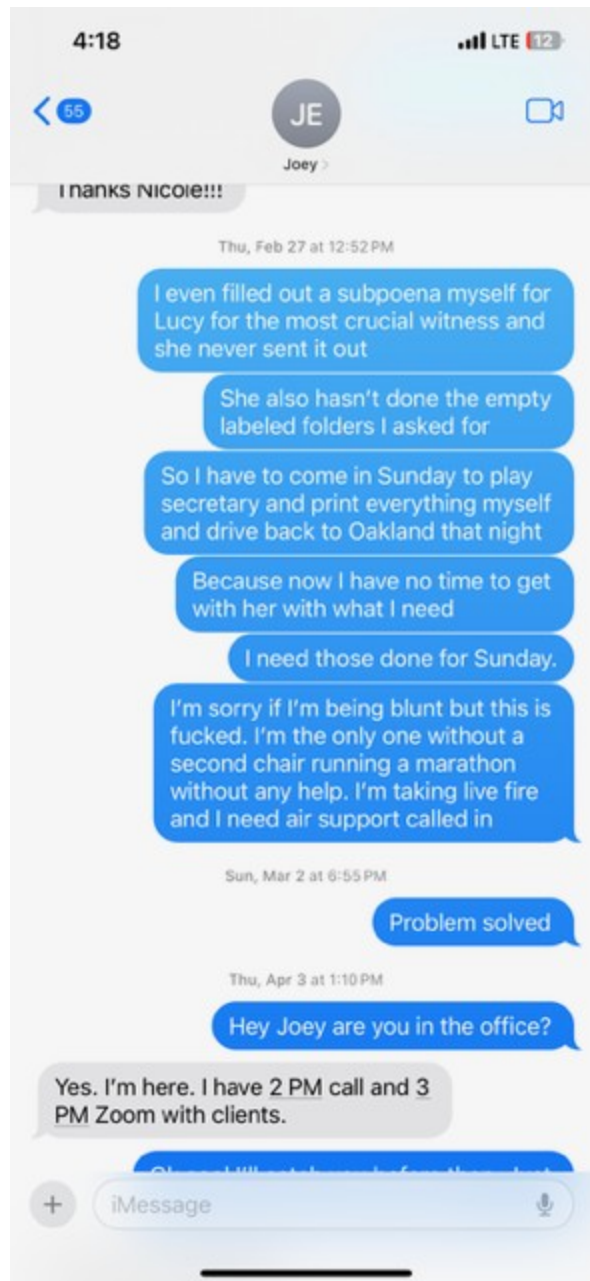 4:18
LTE 12
55
JE
Joey
Thanks Nicole!!!
Thu, Feb 27 at 12:52 PM
I even filled out a subpoena myself for
Lucy for the most crucial witness and
she never sent it out
She also hasn't done the empty
labeled folders I asked for
So I have to come in Sunday to play
secretary and print everything myself
and drive back to Oakland that night
Because now I have no time to get
with her with what I need
I need those done for Sunday.
I'm sorry if I'm being blunt but this is
fucked. I'm the only one without a
second chair running a marathon
without any help. I'm taking live fire
and I need air support called in
Sun, Mar 2 at 6:55 PM
Problem solved
Thu, Apr 3 at 1:10 PM
Hey Joey are you in the office?
Yes. I'm here. I have 2 PM call and 3
PM Zoom with clients.
iMessage